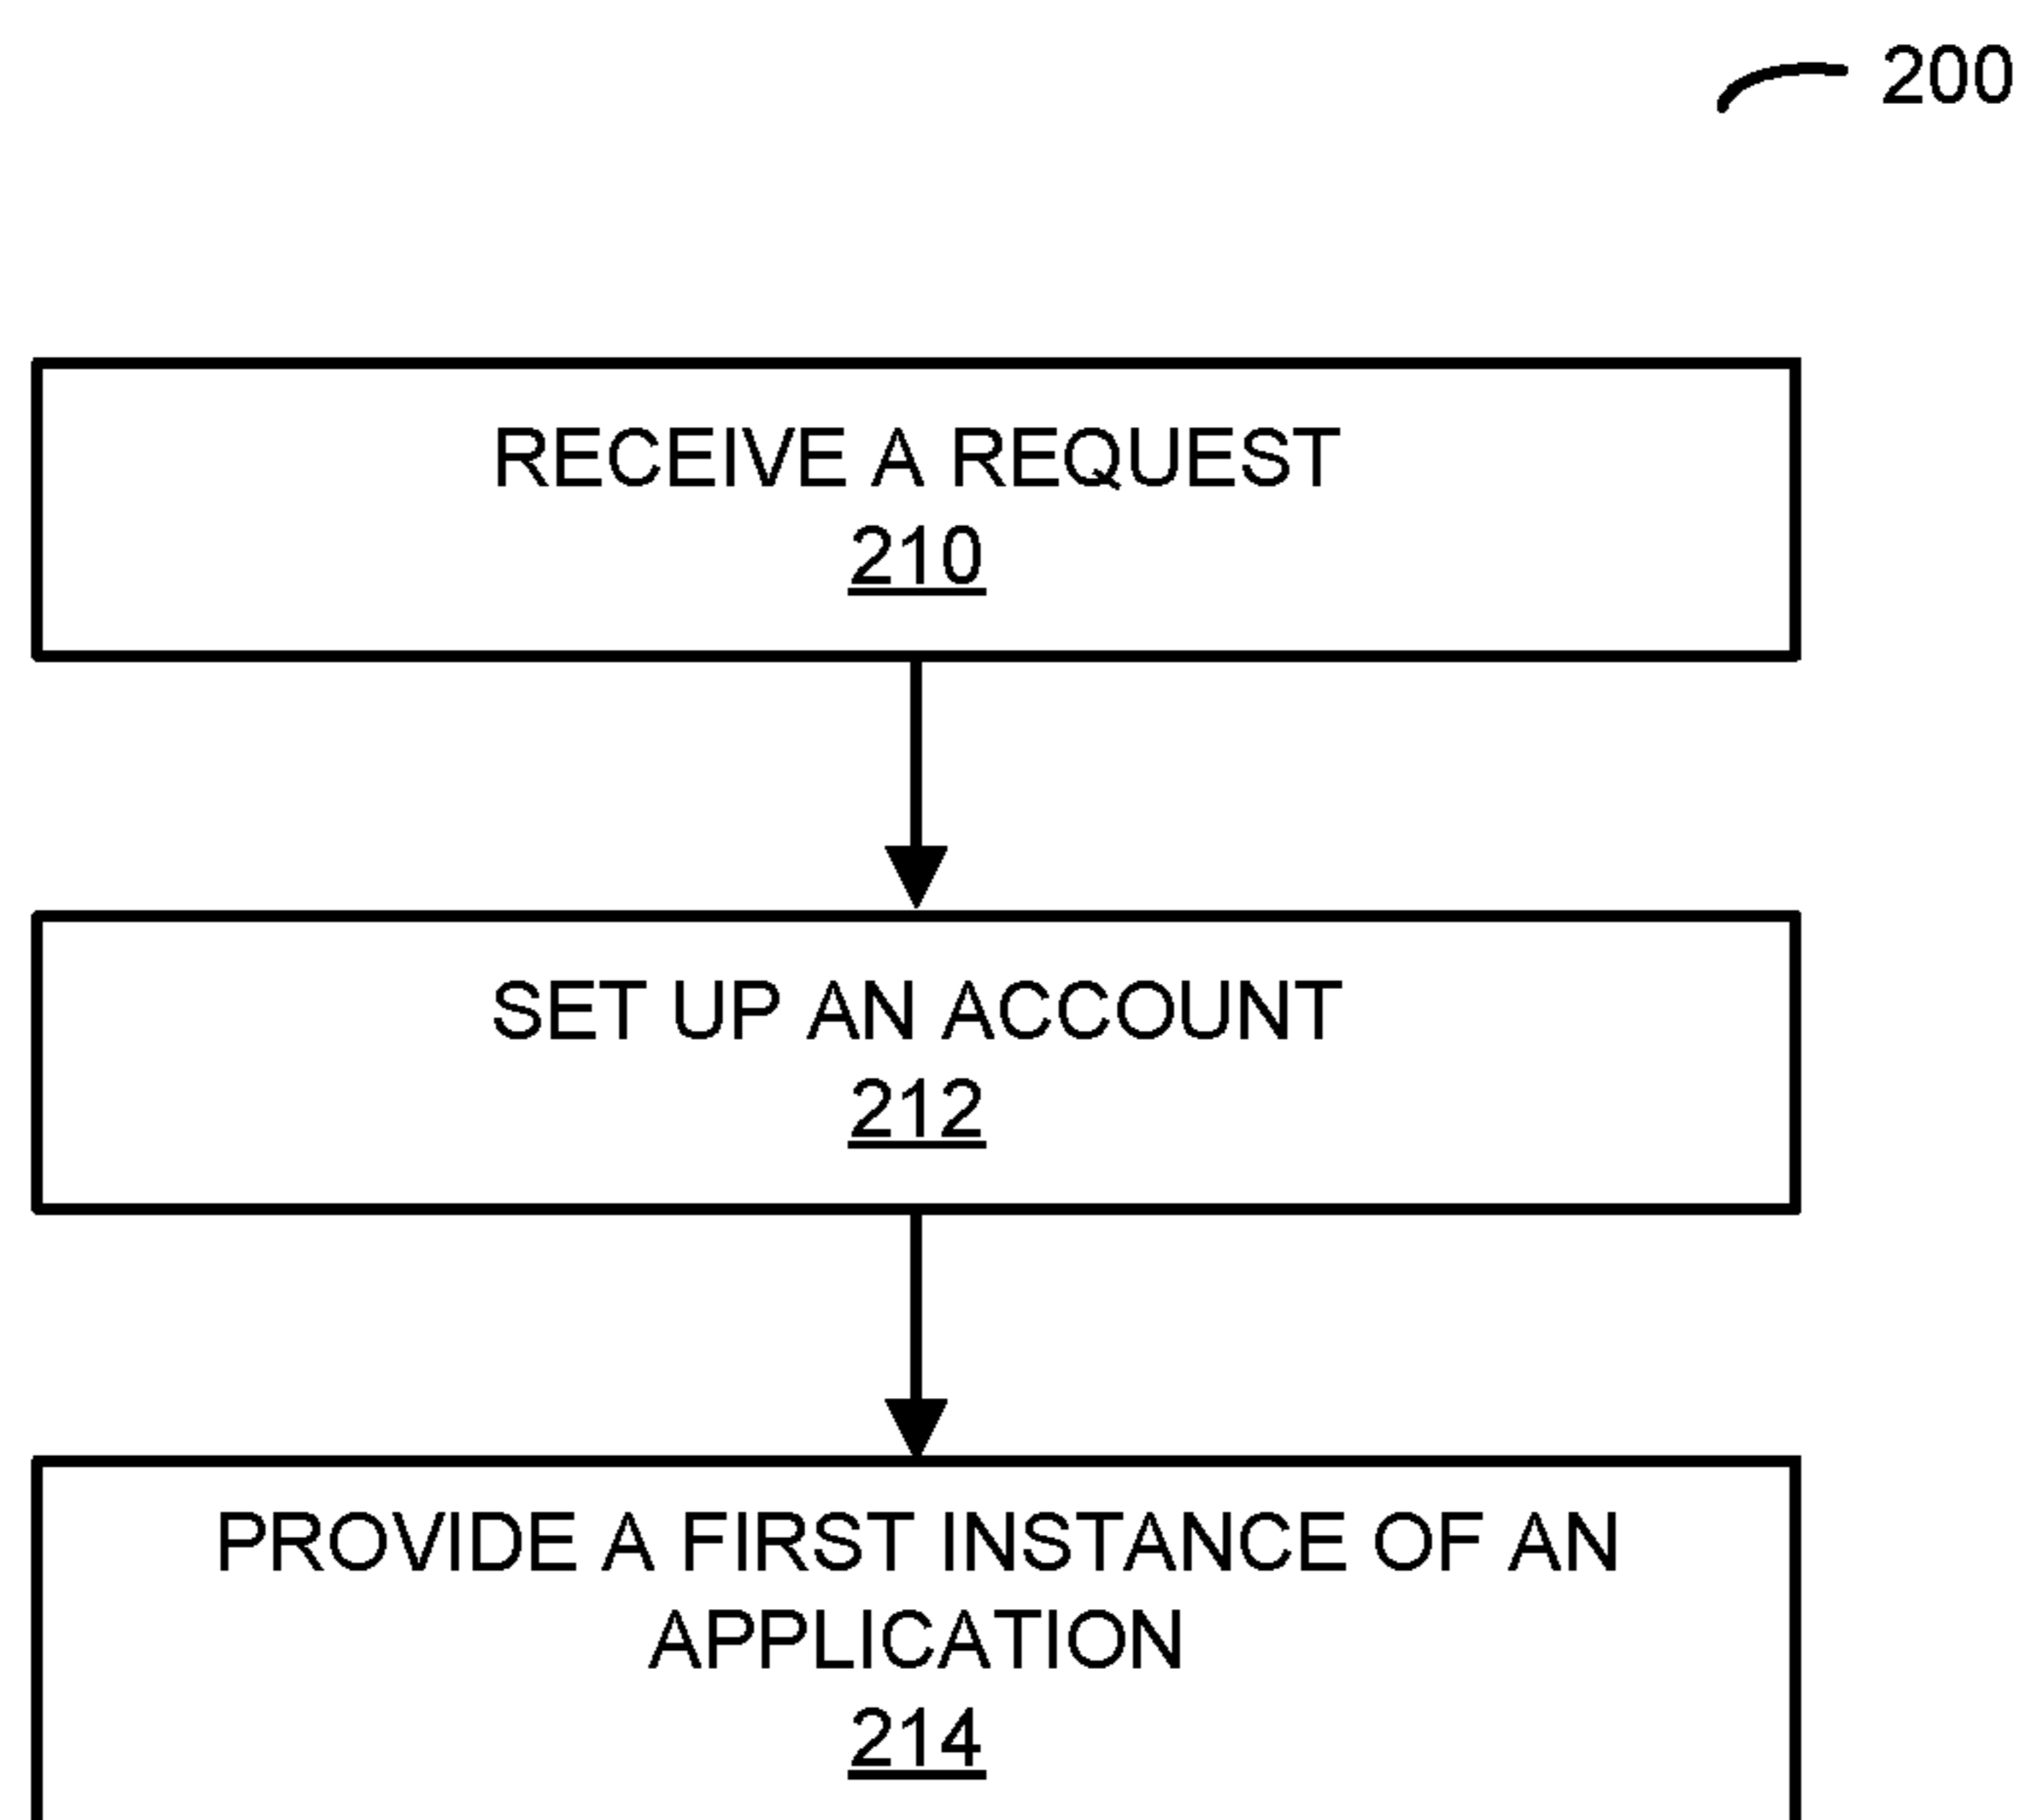 200
RECEIVE A REQUEST
210
SET UP AN ACCOUNT
212
PROVIDE A FIRST INSTANCE OF AN
APPLICATION
214